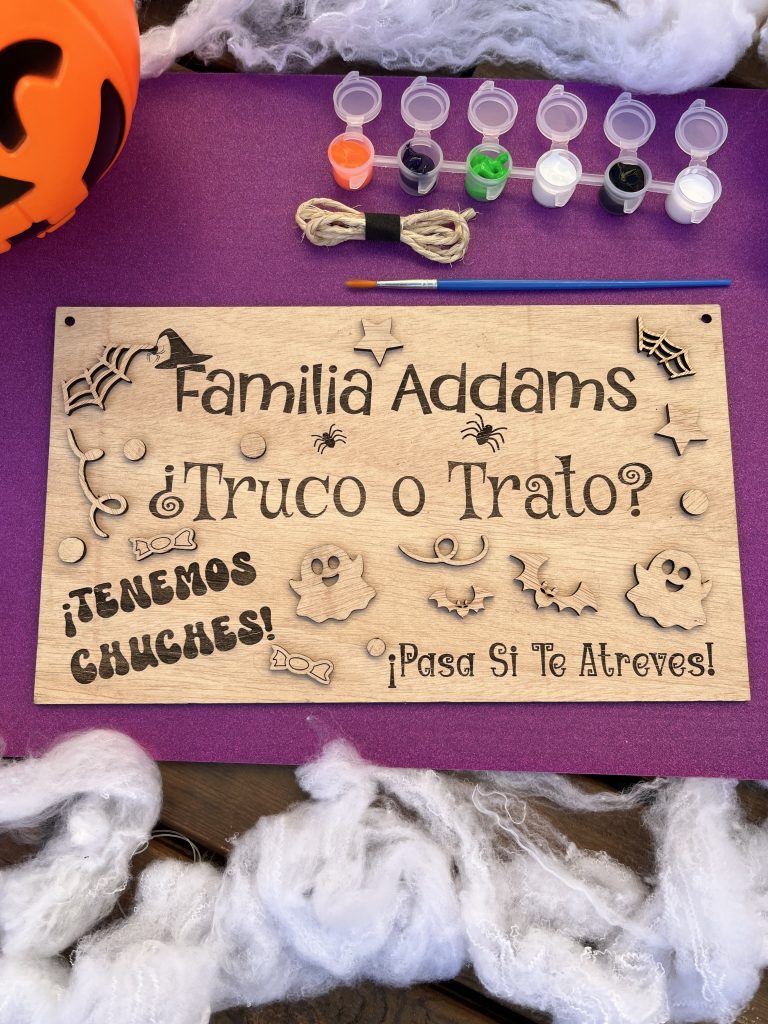 Familia Addams
¿Truco o Trato?
¡TENEMOS
CHUCHES!
¡Pasa Si Te Atreves!